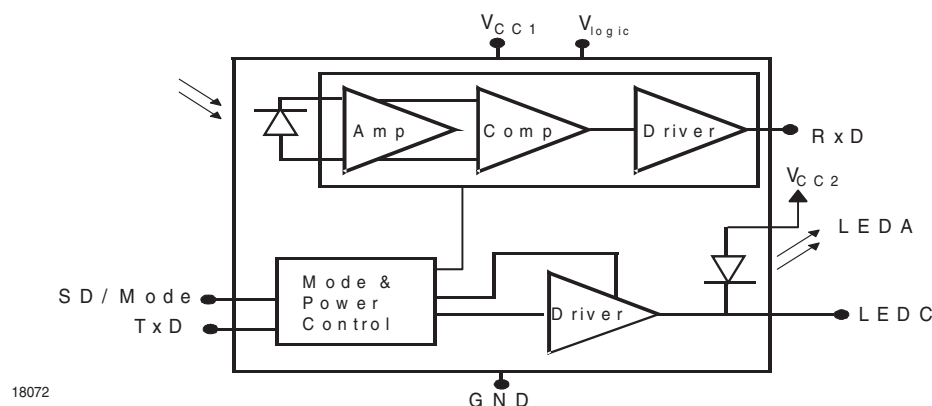 VCC1
Vlogic
Amp
Comp
Driver
RxD
VCC2
LEDA
SD/Mode
TxD
Mode &
Power
Control
Driver
LEDC
GND
18072